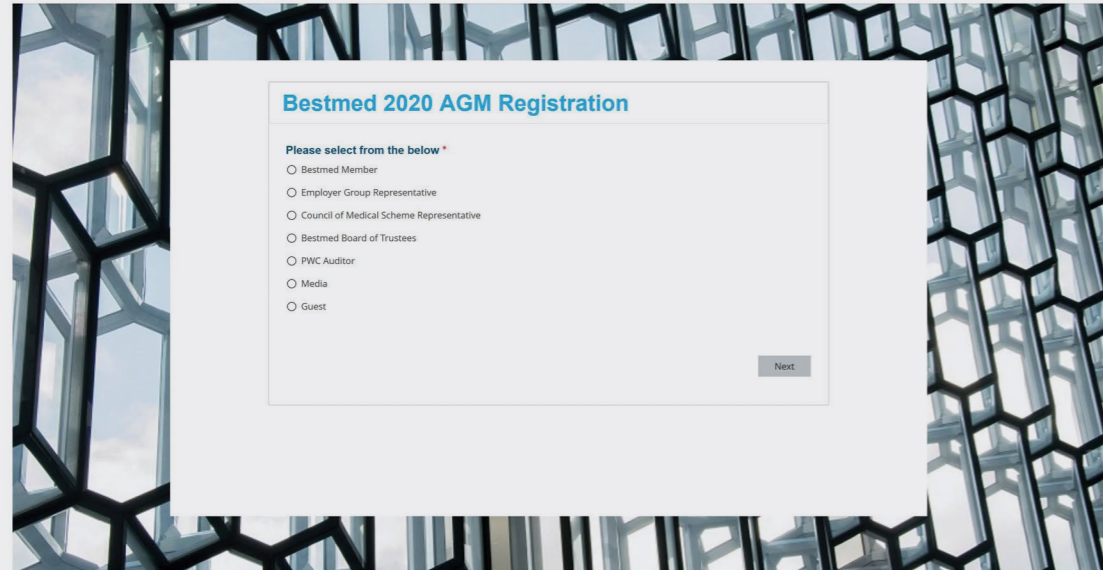 Bestmed 2020 AGM Registration
Please select from the below *
Bestmed Member
Employer Group Representative
Council of Medical Scheme Representative
Bestmed Board of Trustees
PWC Auditor
Media
Guest
Next